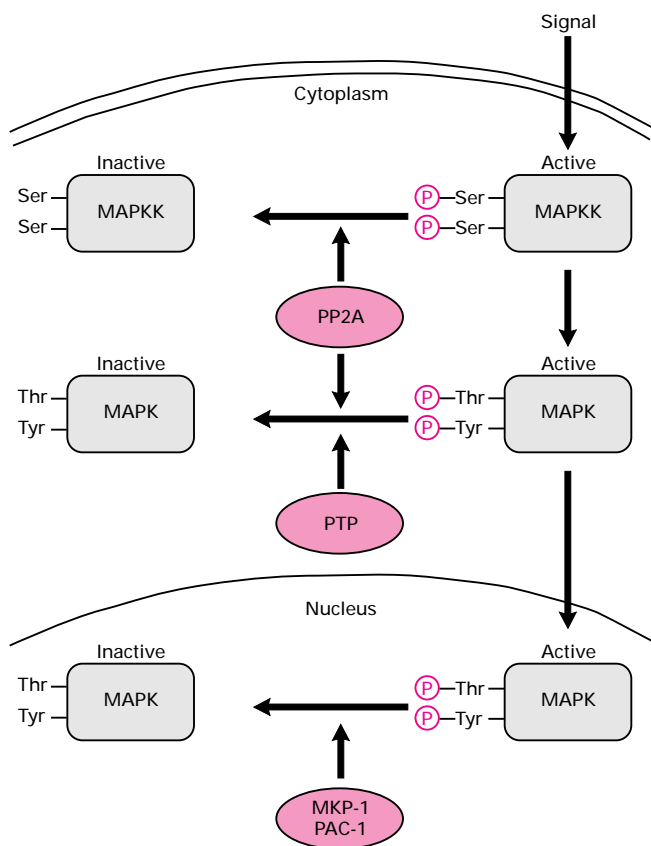 Signal
Cytoplasm
Inactive
Active
Ser
Ser
MAPKK
P Ser
P Ser
MAPKK
PP2A
Inactive
Active
Thr
Tyr
MAPK
P Thr
P Tyr
MAPK
PTP
Nucleus
Inactive
Active
Thr
Tyr
MAPK
P Thr
P Tyr
MAPK
MKP-1
PAC-1